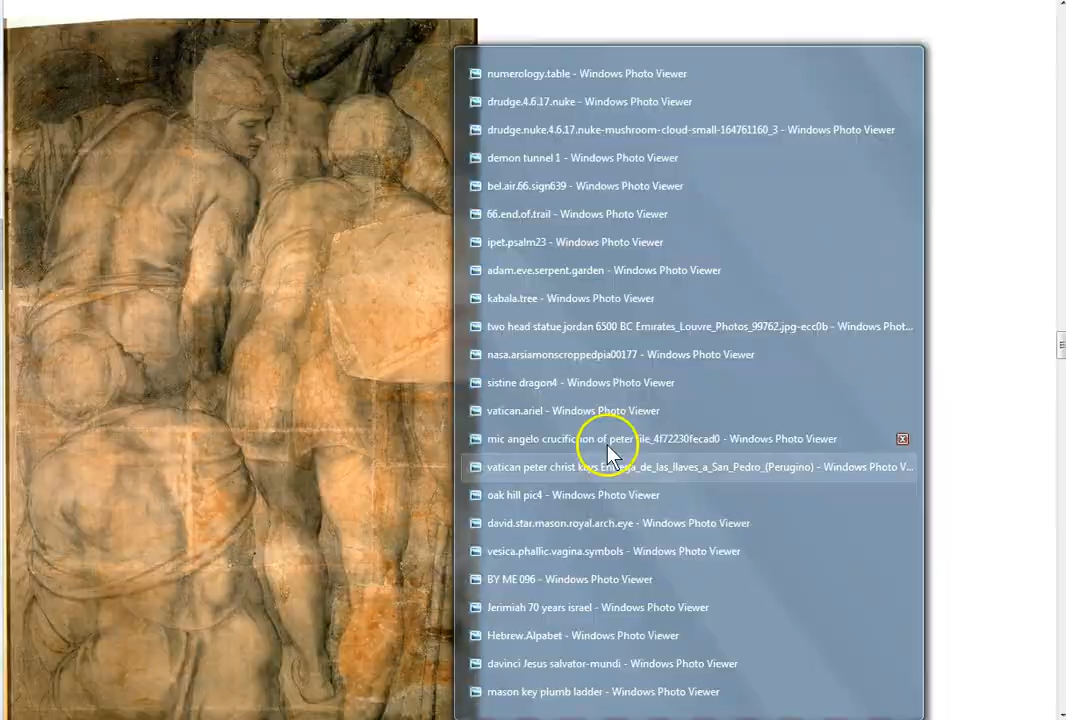 numerology.table - Windows Photo Viewer
drudge.4.6.17.nuke - Windows Photo Viewer
drudge.nuke.4.6.17.nuke-mushroom-cloud-small-164761160_3 - Windows Photo Viewer
demon tunnel 1 - Windows Photo Viewer
bel.air.66.sign639 - Windows Photo Viewer
66.end.of.trail - Windows Photo Viewer
ipet.psalm23 - Windows Photo Viewer
adam.eve.serpent.garden - Windows Photo Viewer
kabala.tree - Windows Photo Viewer
two head statue jordan 6500 BC Emirates_Louvre_Photos_99762.jpg-ecc0b - Windows Phot...
nasa.arsiamonscroppedpia00177 - Windows Photo Viewer
sistine dragon4 - Windows Photo Viewer
vatican.ariel - Windows Photo Viewer
mic angelo crucifiction of peter file_4f72230fecad0 - Windows Photo Viewer
vatican peter christ keys Entrega_de_las_llaves_a_San_Pedro_(Perugino) - Windows Photo V...
oak hill pic4 - Windows Photo Viewer
david.star.mason.royal.arch.eye - Windows Photo Viewer
vesica.phallic.vagina.symbols - Windows Photo Viewer
BY ME 096 - Windows Photo Viewer
Jerimiah 70 years israel - Windows Photo Viewer
Hebrew.Alpabet - Windows Photo Viewer
davinci Jesus salvator-mundi - Windows Photo Viewer
mason key plumb ladder - Windows Photo Viewer